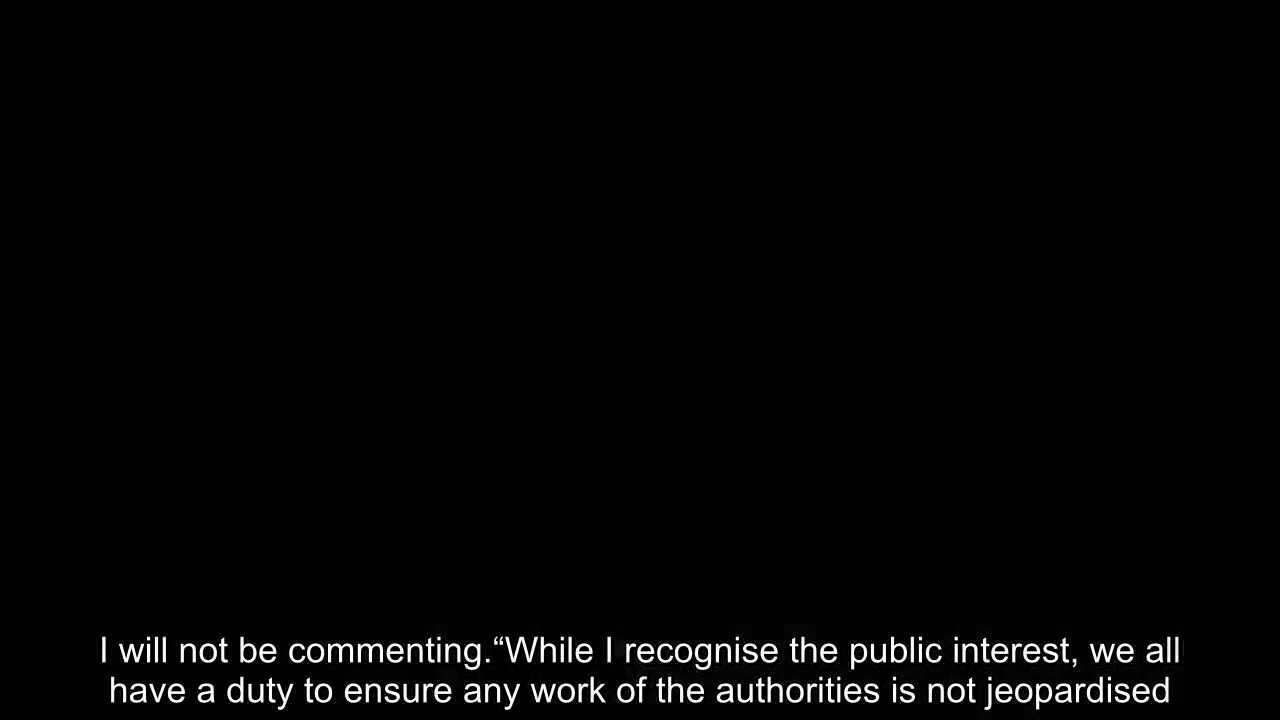 I will not be commenting.“While I recognise the public interest, we all
have a duty to ensure any work of the authorities is not jeopardised